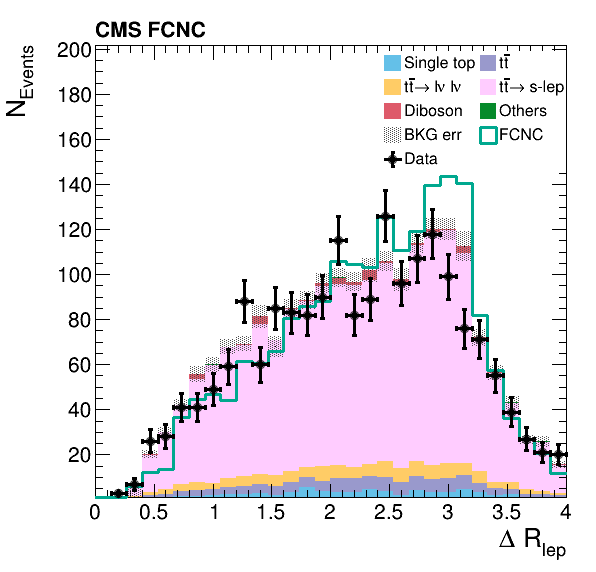 CMS FCNC
N_Events
200
180
160
140
120
100
80
60
40
20
Single top
tt̄
tt̄→ lν lν
tt̄→ s-lep
Diboson
Others
BKG err
FCNC
Data
0 0.5 1 1.5 2 2.5 3 3.5 4
Δ R_lep